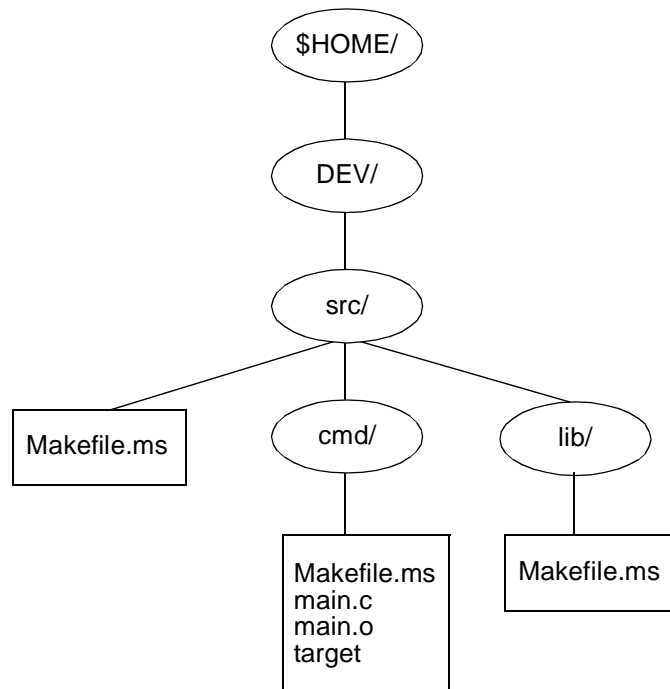 $HOME/
DEV/
src/
Makefile.ms
cmd/
lib/
Makefile.ms
main.c
main.o
target
Makefile.ms